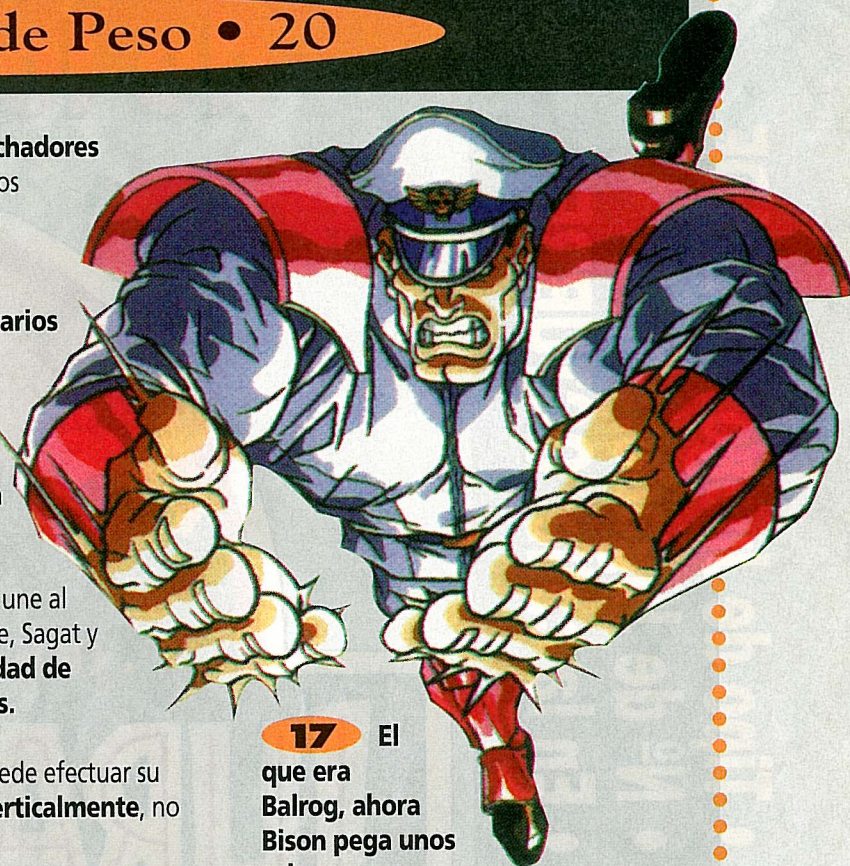 de Peso • 20
chadores
os
arios
une al
e, Sagat y
dad de
s.
ede efectuar su
erticalmente, no
17 El
que era
Balrog, ahora
Bison pega unos